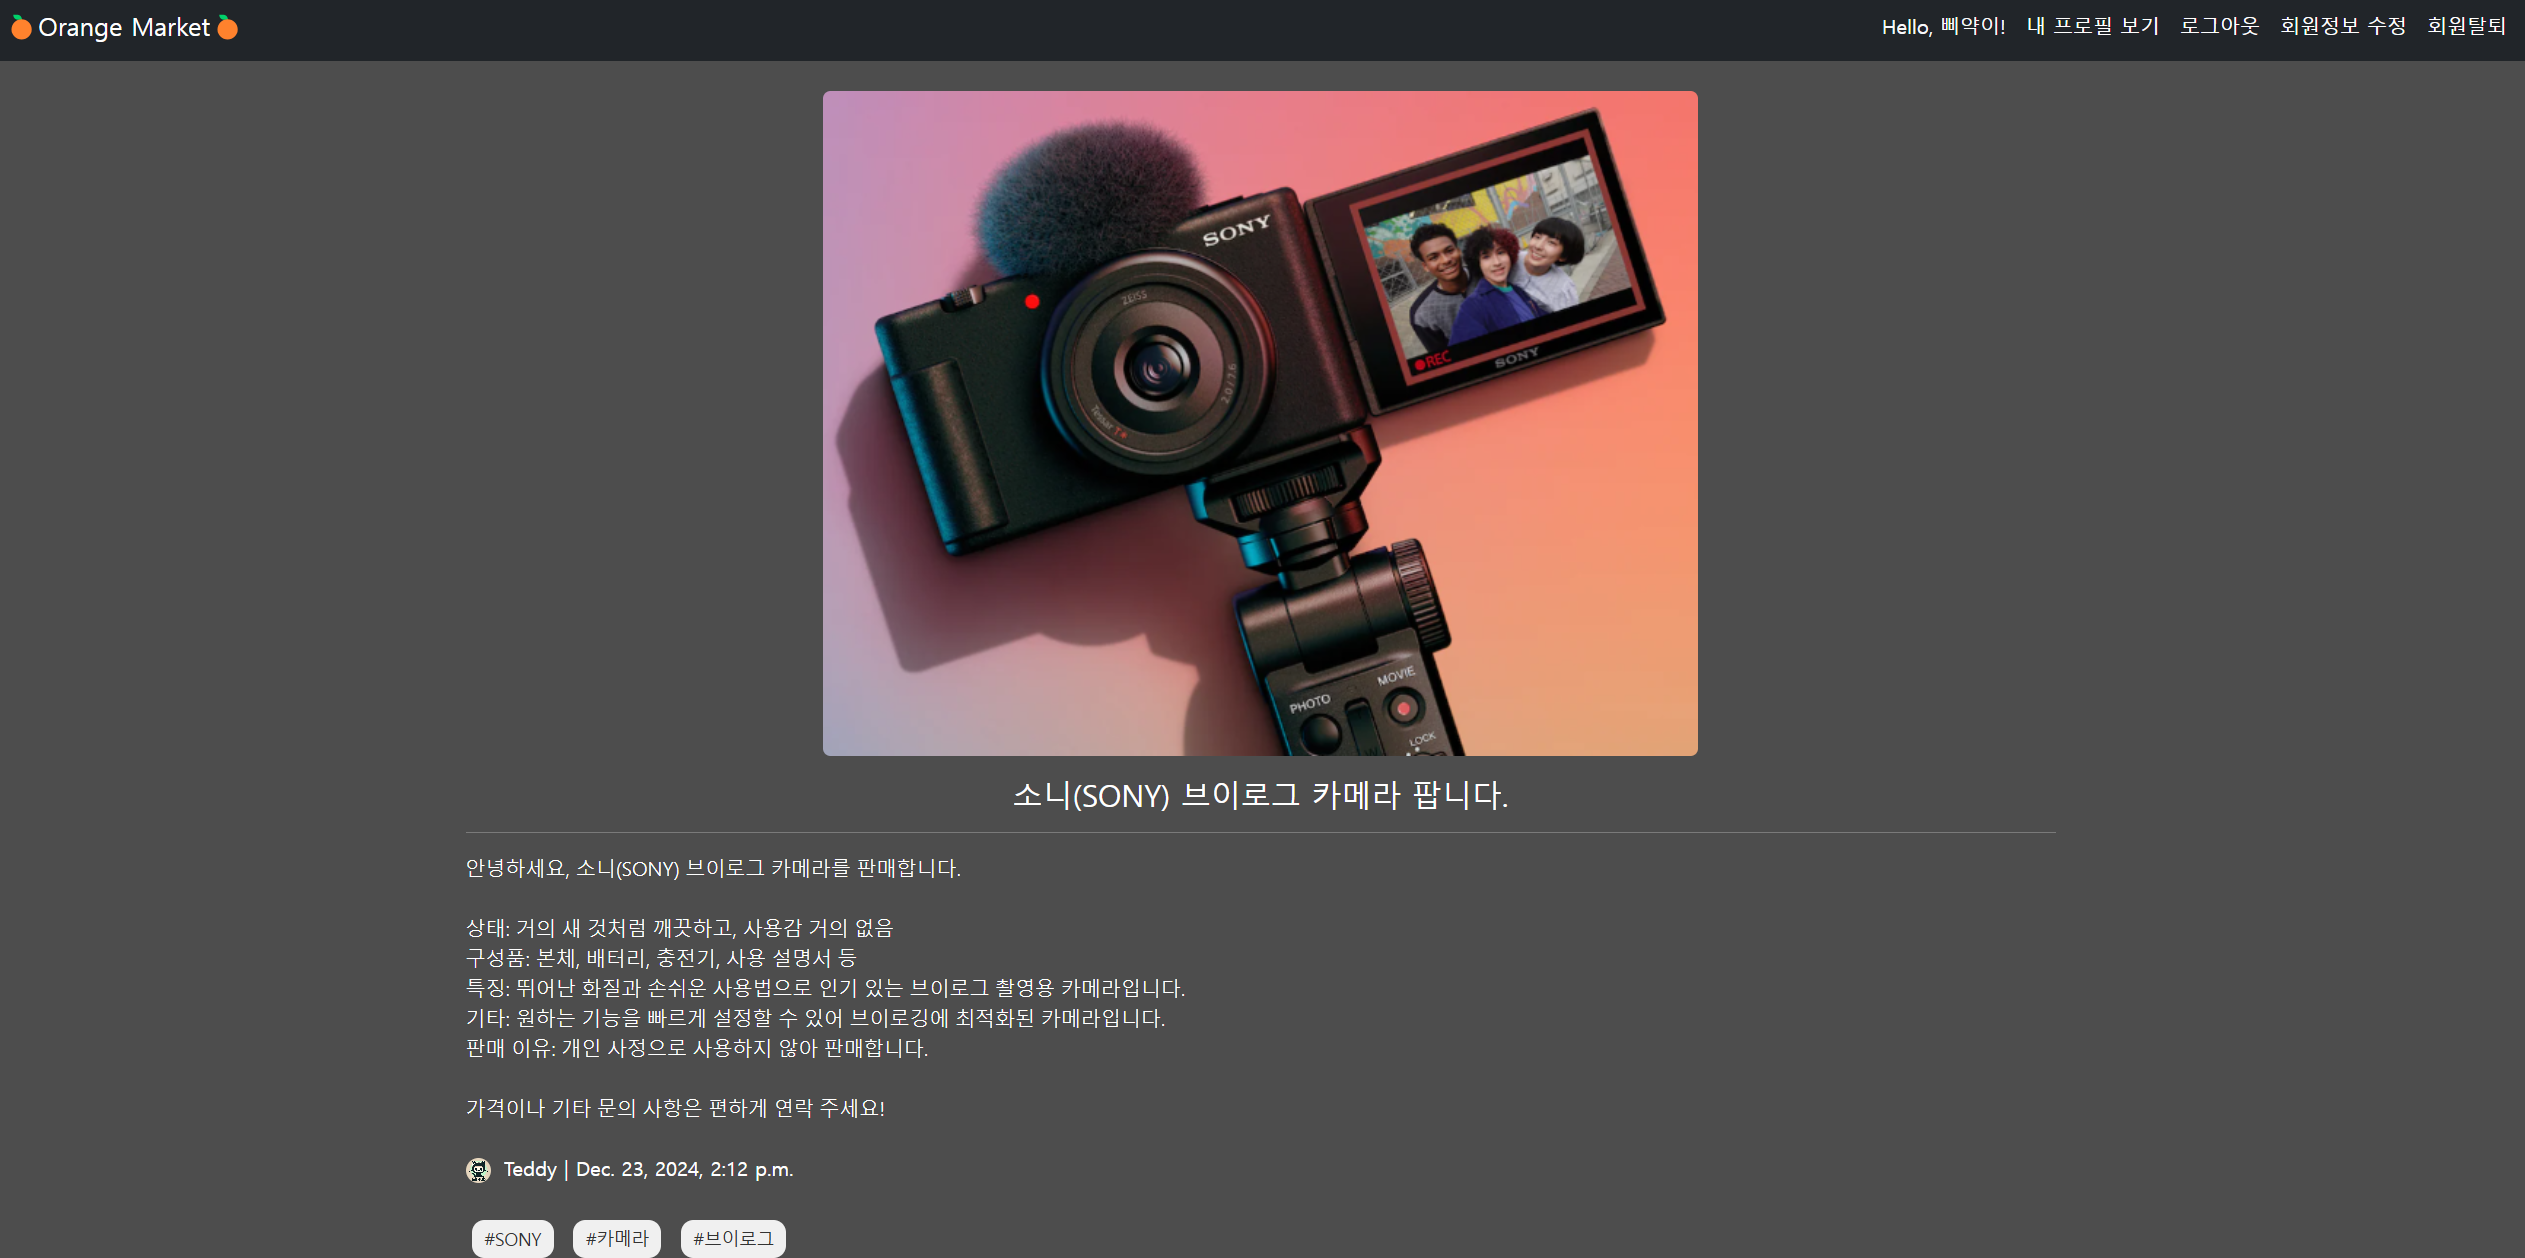 Orange Market
Hello, 삐약이! 내 프로필 보기 로그아웃 회원정보 수정 회원탈퇴
SONY
ZEISS
2.0 / 7.6
Tessar T*
REC
SONY
MOVIE
PHOTO
LOCK
소니(SONY) 브이로그 카메라 팝니다.
안녕하세요, 소니(SONY) 브이로그 카메라를 판매합니다.
상태: 거의 새 것처럼 깨끗하고, 사용감 거의 없음
구성품: 본체, 배터리, 충전기, 사용 설명서 등
특징: 뛰어난 화질과 손쉬운 사용법으로 인기 있는 브이로그 촬영용 카메라입니다.
기타: 원하는 기능을 빠르게 설정할 수 있어 브이로깅에 최적화된 카메라입니다.
판매 이유: 개인 사정으로 사용하지 않아 판매합니다.
가격이나 기타 문의 사항은 편하게 연락 주세요!
Teddy | Dec. 23, 2024, 2:12 p.m.
#SONY #카메라 #브이로그